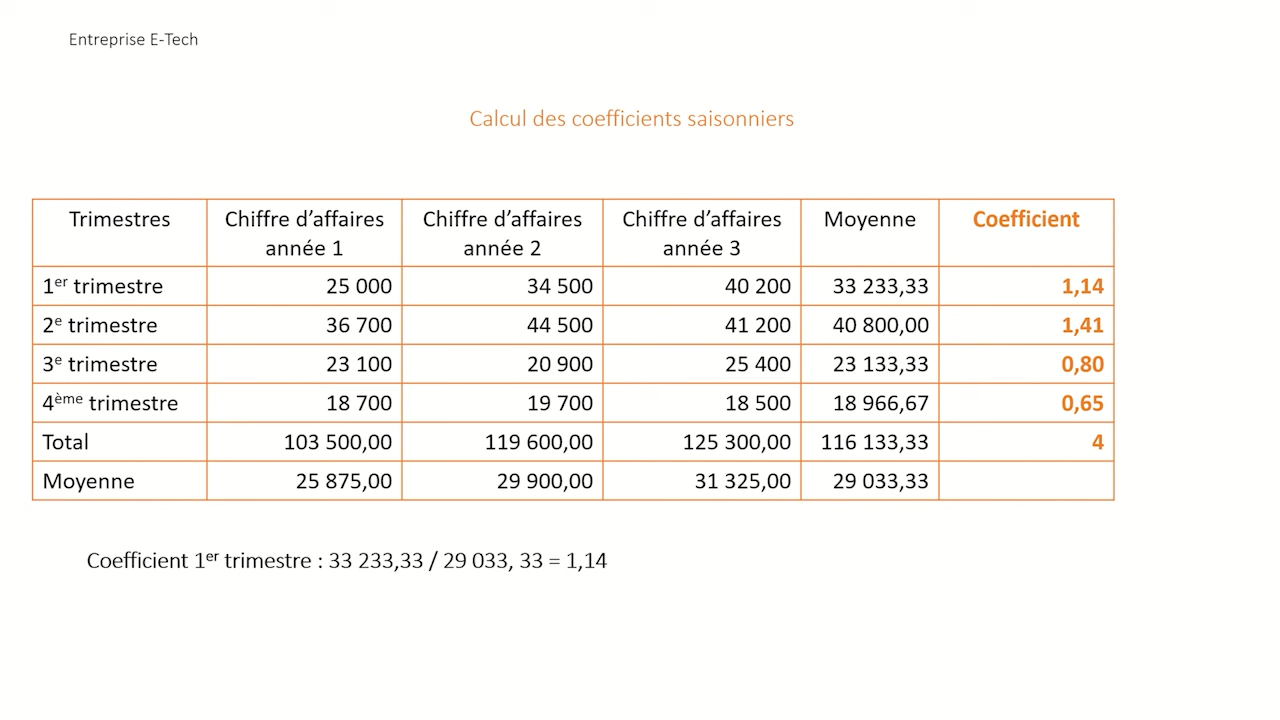 Entreprise E-Tech
Calcul des coefficients saisonniers
Trimestres Chiffre d’affaires année 1 Chiffre d’affaires année 2 Chiffre d’affaires année 3 Moyenne Coefficient
1er trimestre 25 000 34 500 40 200 33 233,33 1,14
2e trimestre 36 700 44 500 41 200 40 800,00 1,41
3e trimestre 23 100 20 900 25 400 23 133,33 0,80
4ème trimestre 18 700 19 700 18 500 18 966,67 0,65
Total 103 500,00 119 600,00 125 300,00 116 133,33 4
Moyenne 25 875,00 29 900,00 31 325,00 29 033,33
Coefficient 1er trimestre : 33 233,33 / 29 033, 33 = 1,14